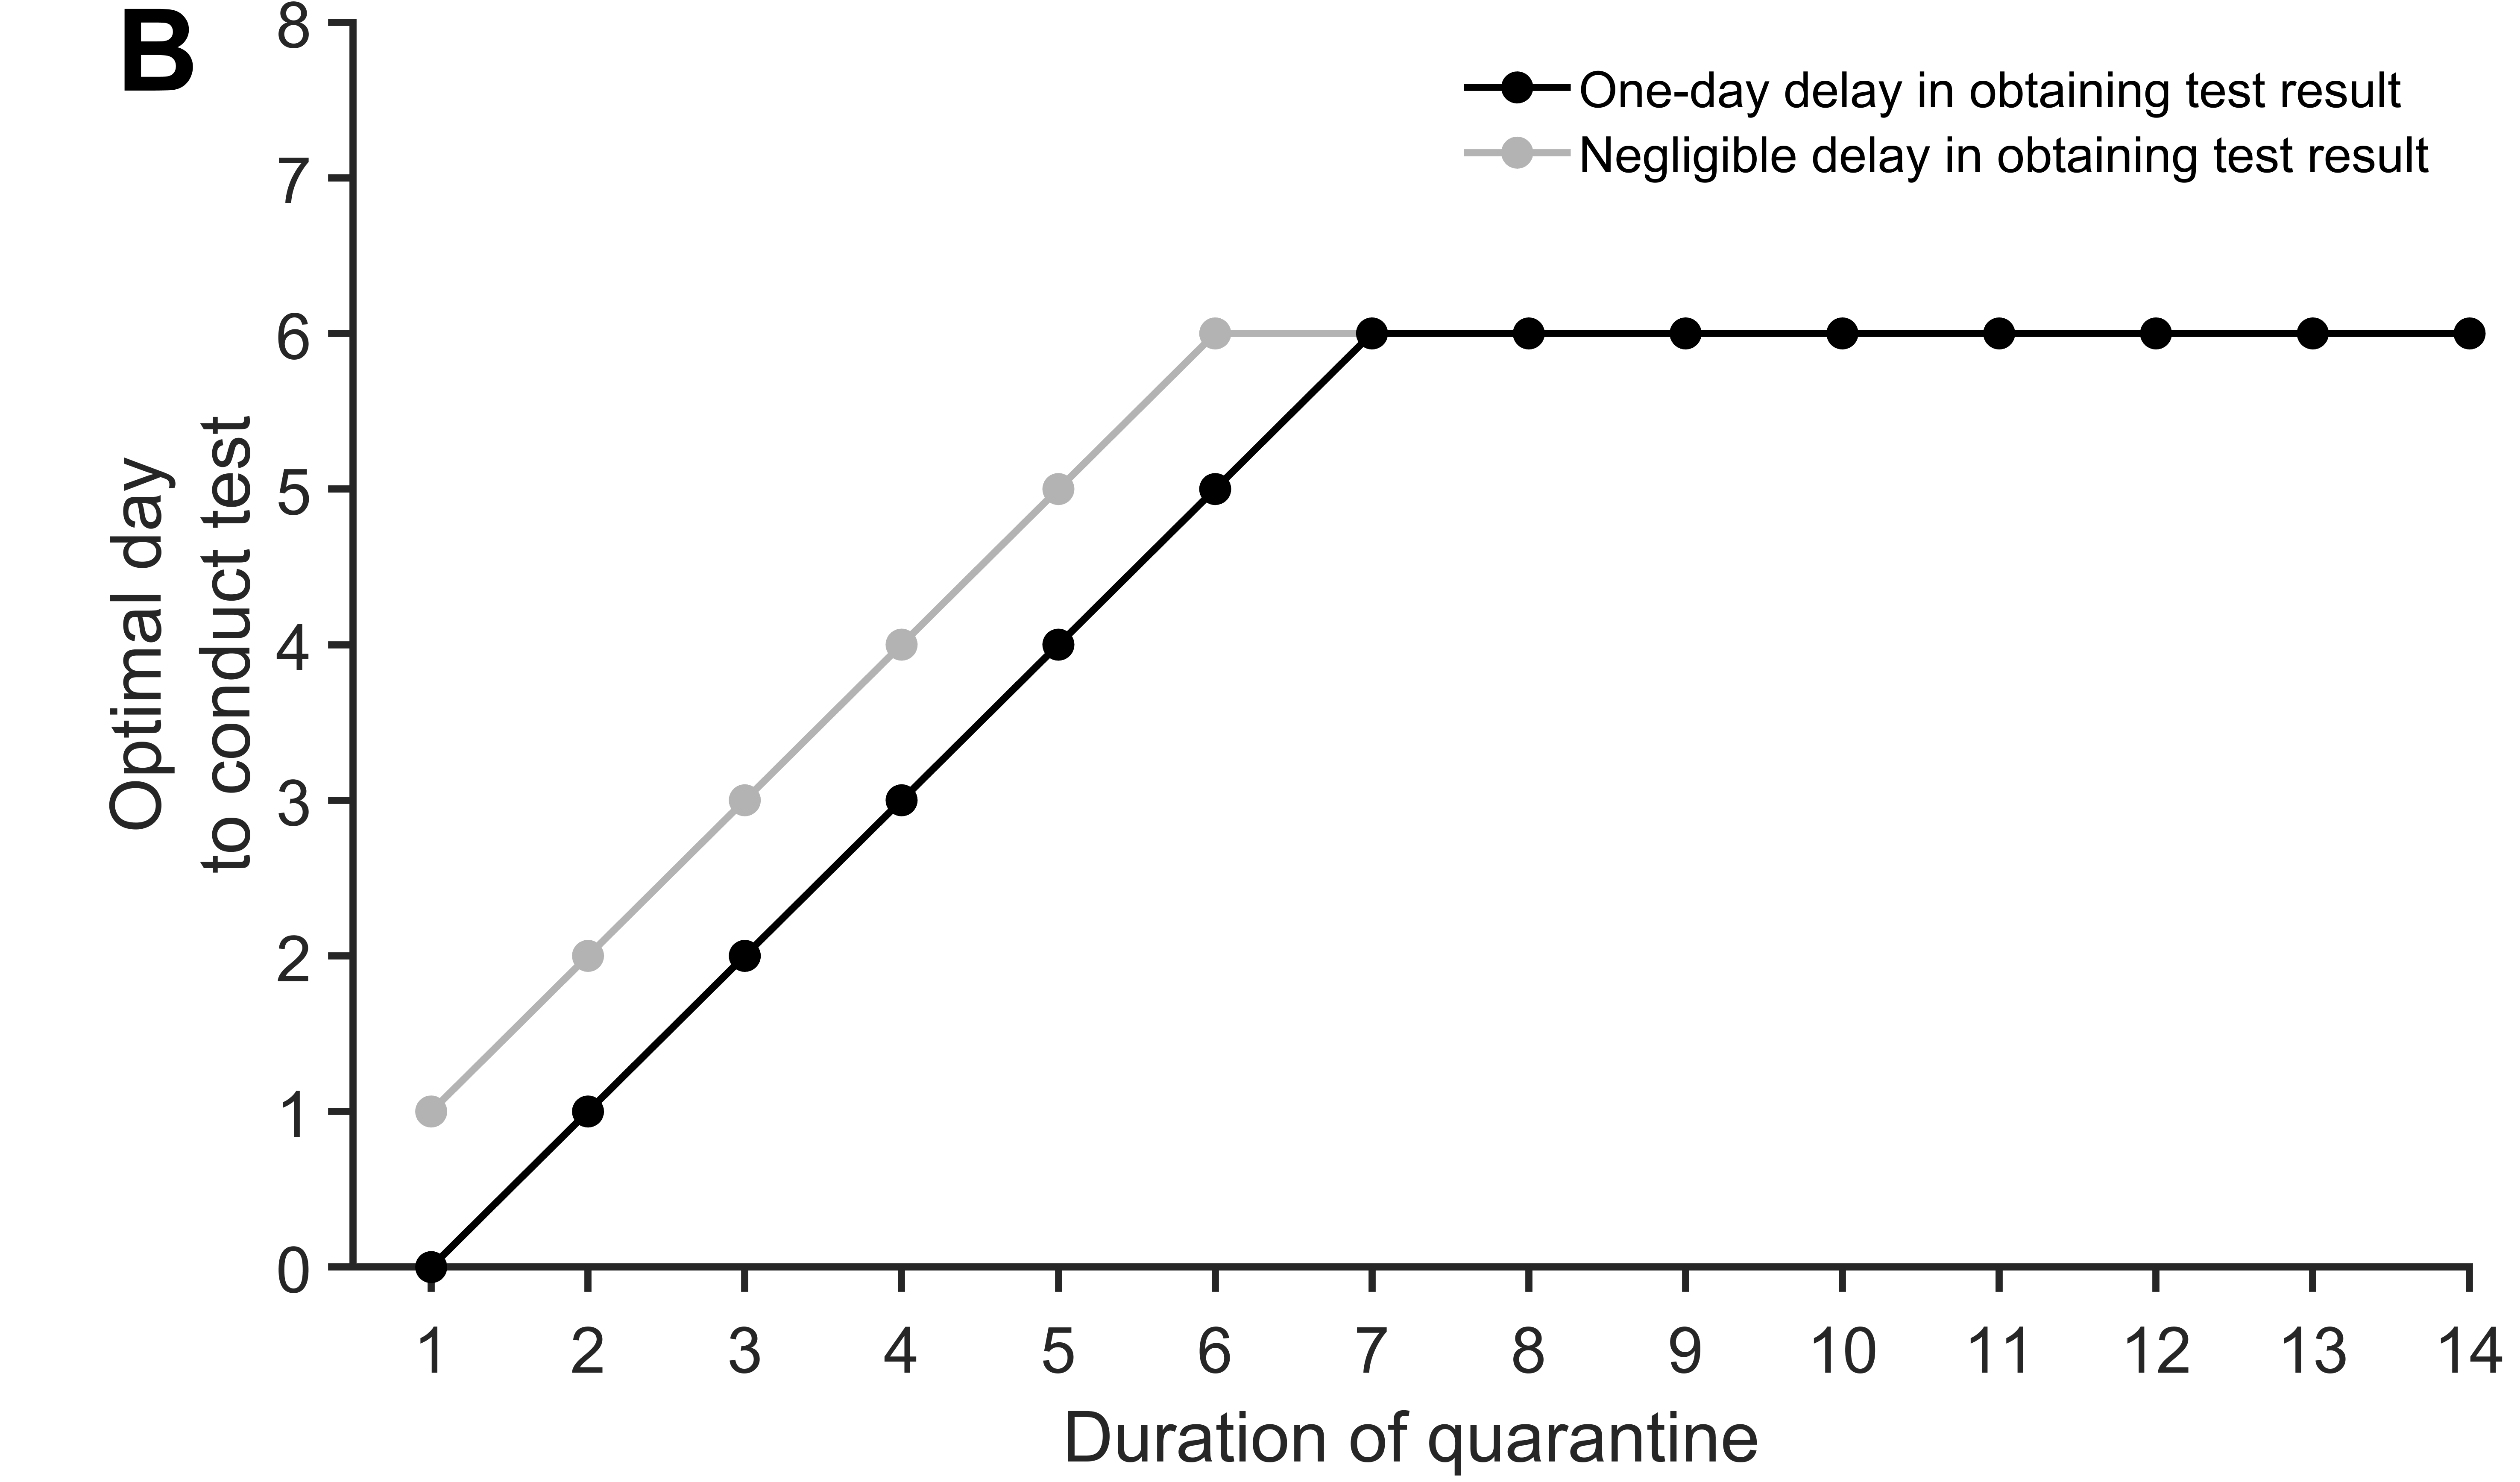 B
One-day delay in obtaining test result
Negligible delay in obtaining test result
8
7
6
5
4
3
2
1
0
Optimal day
to conduct test
1 2 3 4 5 6 7 8 9 10 11 12 13 14
Duration of quarantine